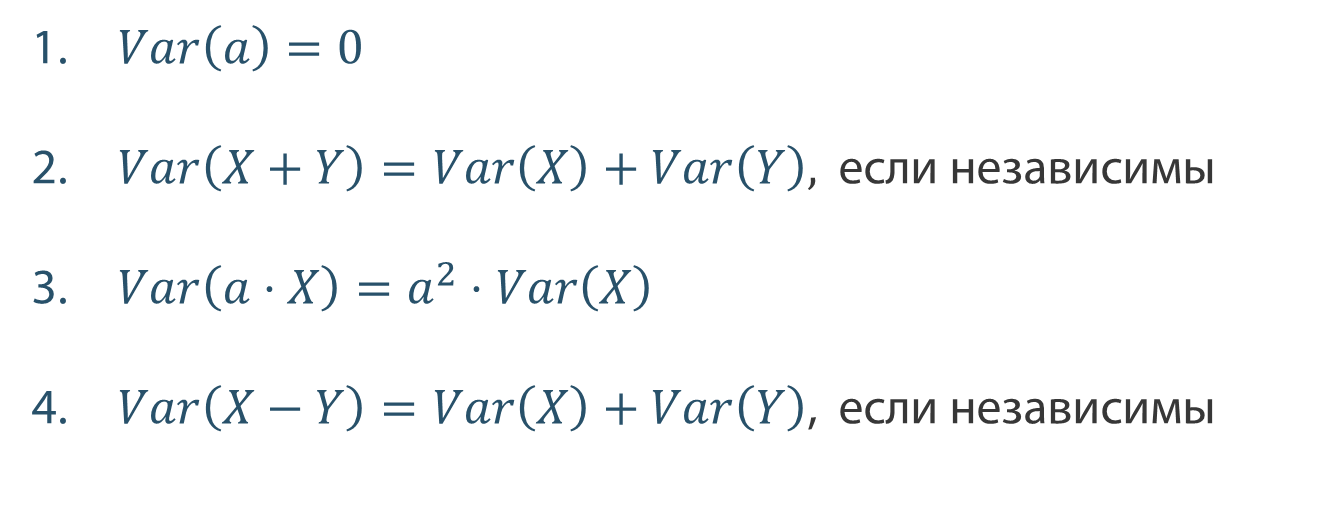 1. Var(a) = 0
2. Var(X + Y) = Var(X) + Var(Y), если независимы
3. Var(a · X) = a² · Var(X)
4. Var(X − Y) = Var(X) + Var(Y), если независимы